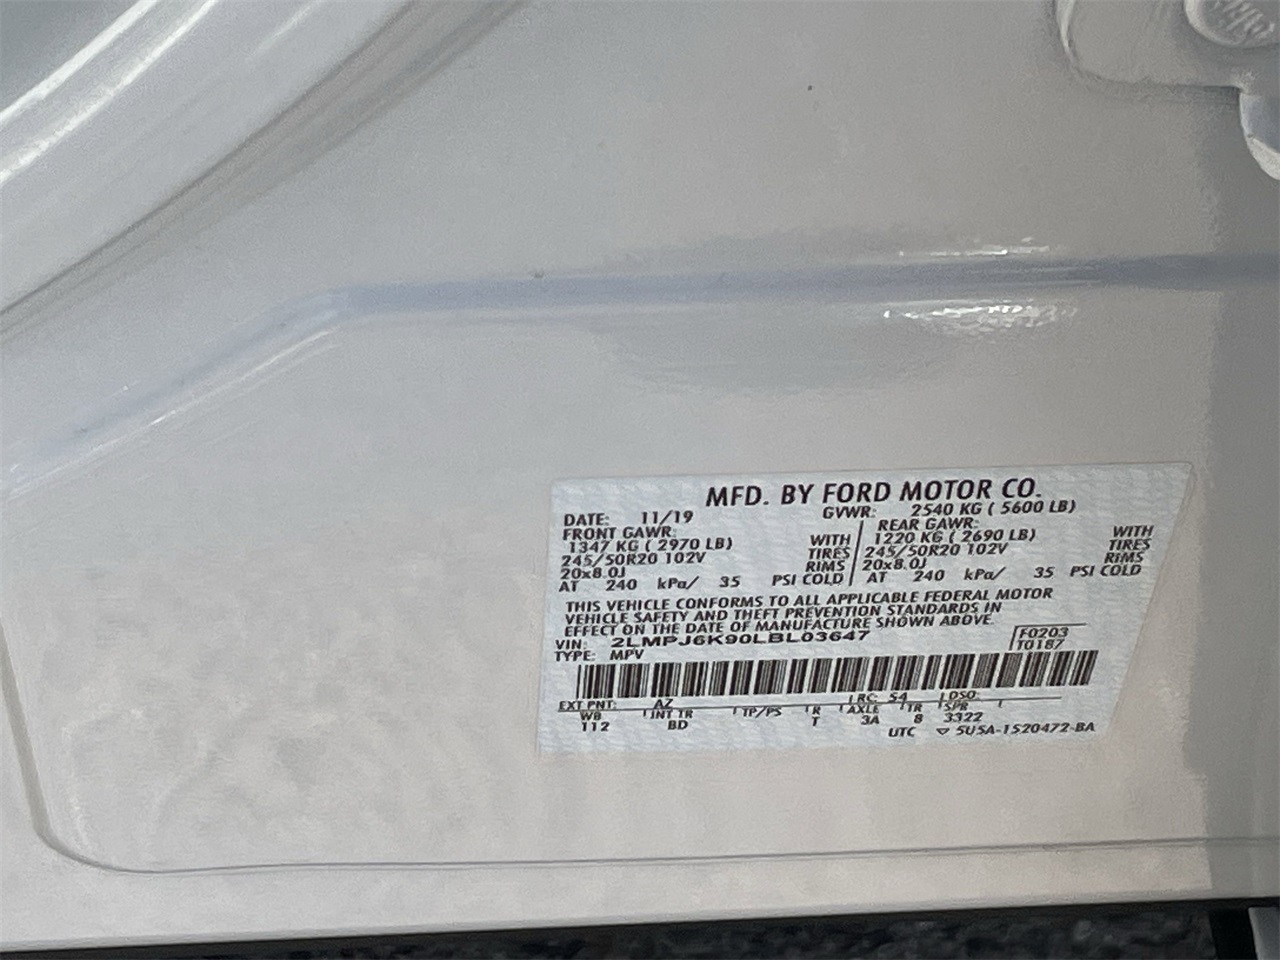 MFD. BY FORD MOTOR CO.
DATE: 11/19 GVWR: 2540 KG ( 5600 LB)
FRONT GAWR: REAR GAWR:
1347 KG ( 2970 LB) WITH 1220 KG ( 2690 LB) WITH
245/50R20 102V TIRES 245/50R20 102V TIRES
20x8.0J RIMS 20x8.0J RIMS
AT 240 kPa/ 35 PSI COLD AT 240 kPa/ 35 PSI COLD
THIS VEHICLE CONFORMS TO ALL APPLICABLE FEDERAL MOTOR
VEHICLE SAFETY AND THEFT PREVENTION STANDARDS IN
EFFECT ON THE DATE OF MANUFACTURE SHOWN ABOVE.
VIN: 2LMPJ6K90LBL03647 F0203
TYPE: MPV T0187
EXT PNT: AZ RC: 54 DSO:
WB INT TR TP/PS R AXLE TR SPR
112 BD T 3A 8 3322
UTC ▽ 5U5A-1520472-BA